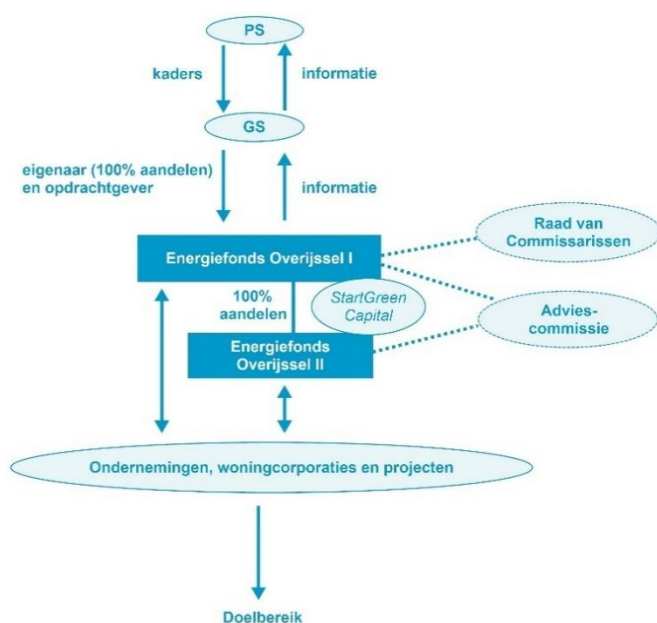 PS
kaders
informatie
GS
eigenaar (100% aandelen)
en opdrachtgever
informatie
Raad van
Commissarissen
Energiefonds Overijssel I
100%
aandelen
StartGreen
Capital
Advies-
commissie
Energiefonds
Overijssel II
Ondernemingen, woningcorporaties en projecten
Doelbereik